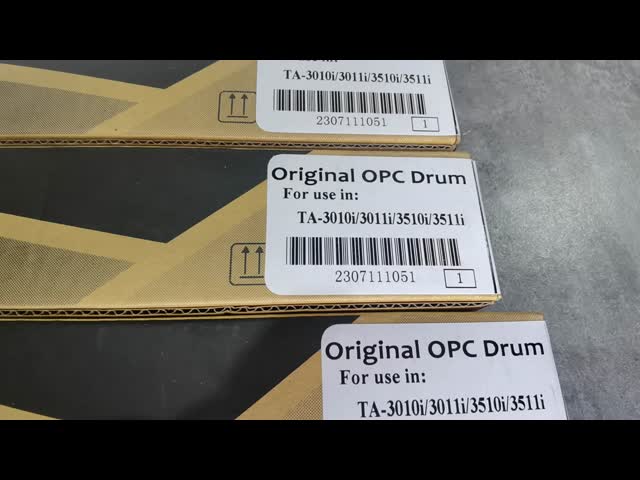 TA-3010i/3011i/3510i/3511i
2307111051
1
Original OPC Drum
For use in:
TA-3010i/3011i/3510i/3511i
2307111051
1
Original OPC Drum
For use in:
TA-3010i/3011i/3510i/3511i